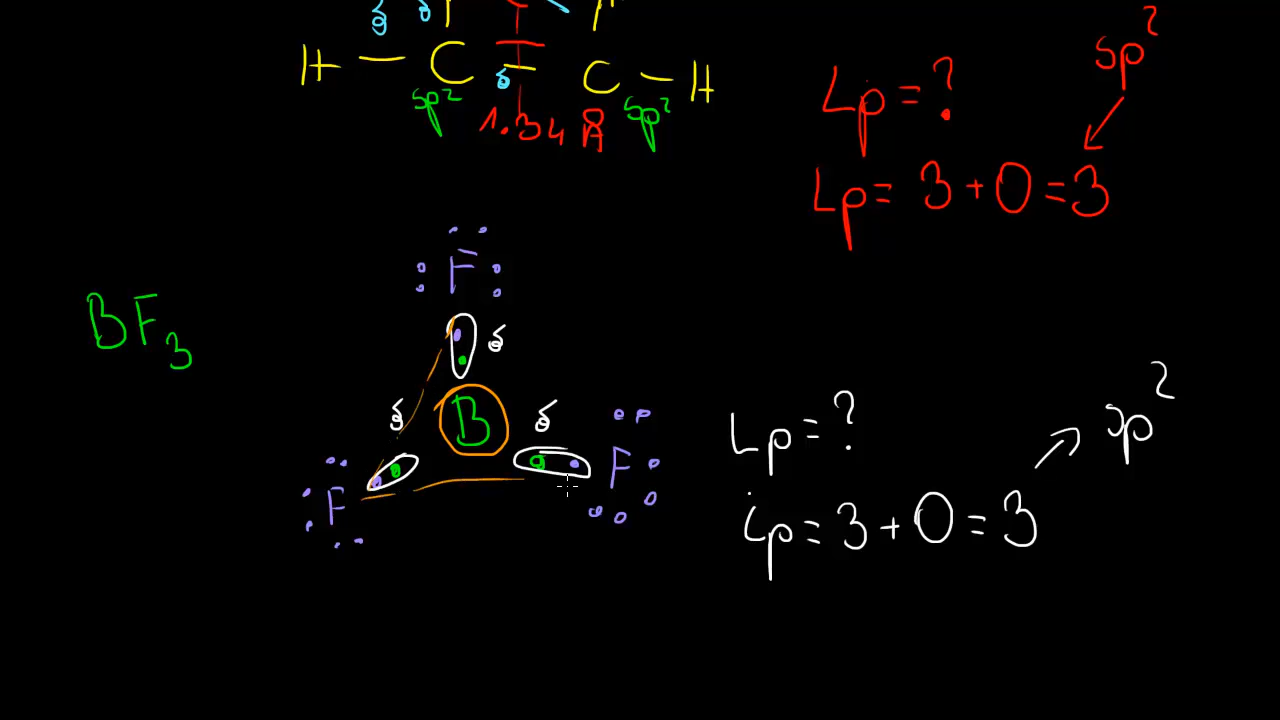 H — C — C — H
sp² 1.34 Å sp²
sp²
Lp = ?
Lp = 3 + 0 = 3
BF₃
F
δ
δ B δ
F F
Lp = ?
Lp = 3 + 0 = 3
sp²